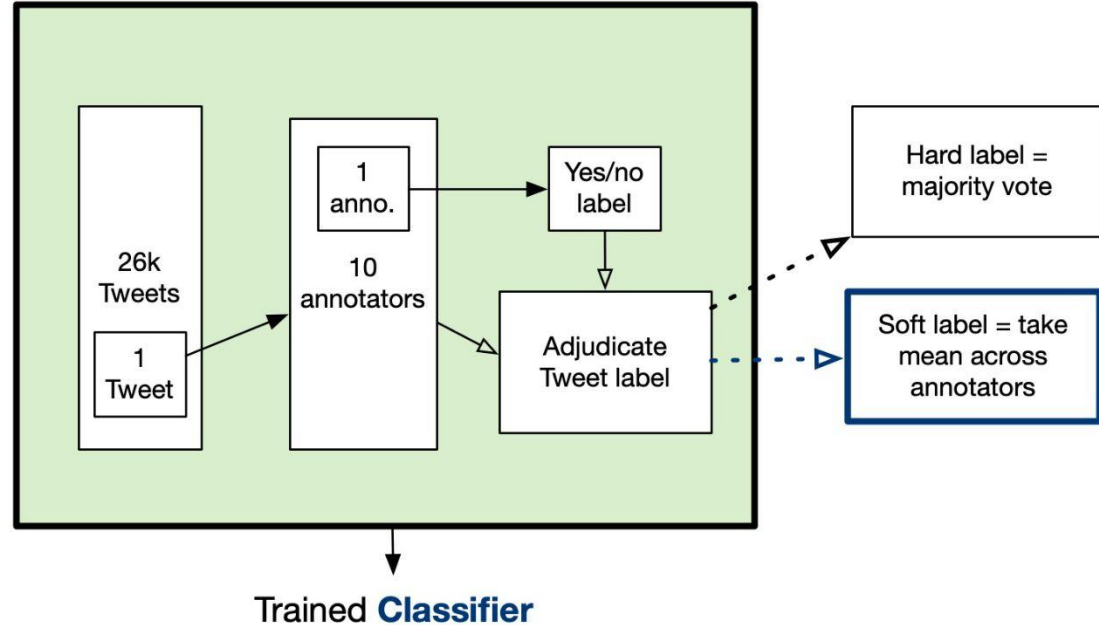 26k
Tweets
1
Tweet
1
anno.
10
annotators
Yes/no
label
Adjudicate
Tweet label
Hard label =
majority vote
Soft label = take
mean across
annotators
Trained Classifier